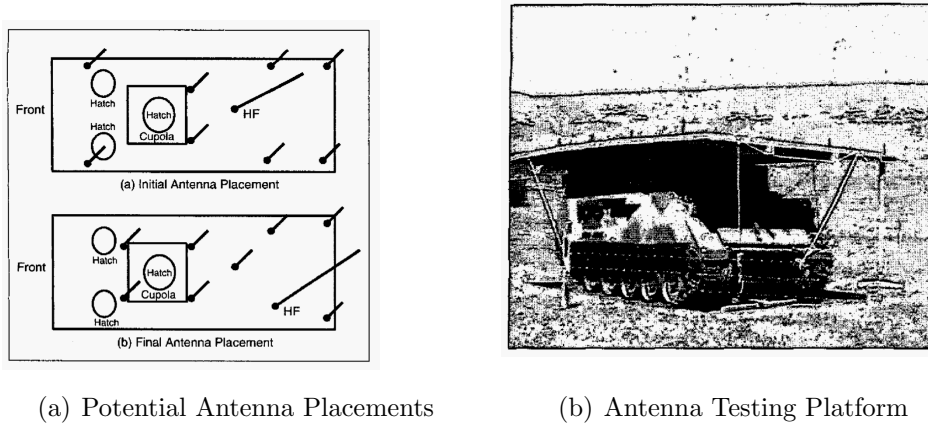 Front
Hatch
Hatch
Hatch
Cupola
HF
(a) Initial Antenna Placement
Front
Hatch
Hatch
Hatch
Cupola
HF
(b) Final Antenna Placement
(a) Potential Antenna Placements
(b) Antenna Testing Platform